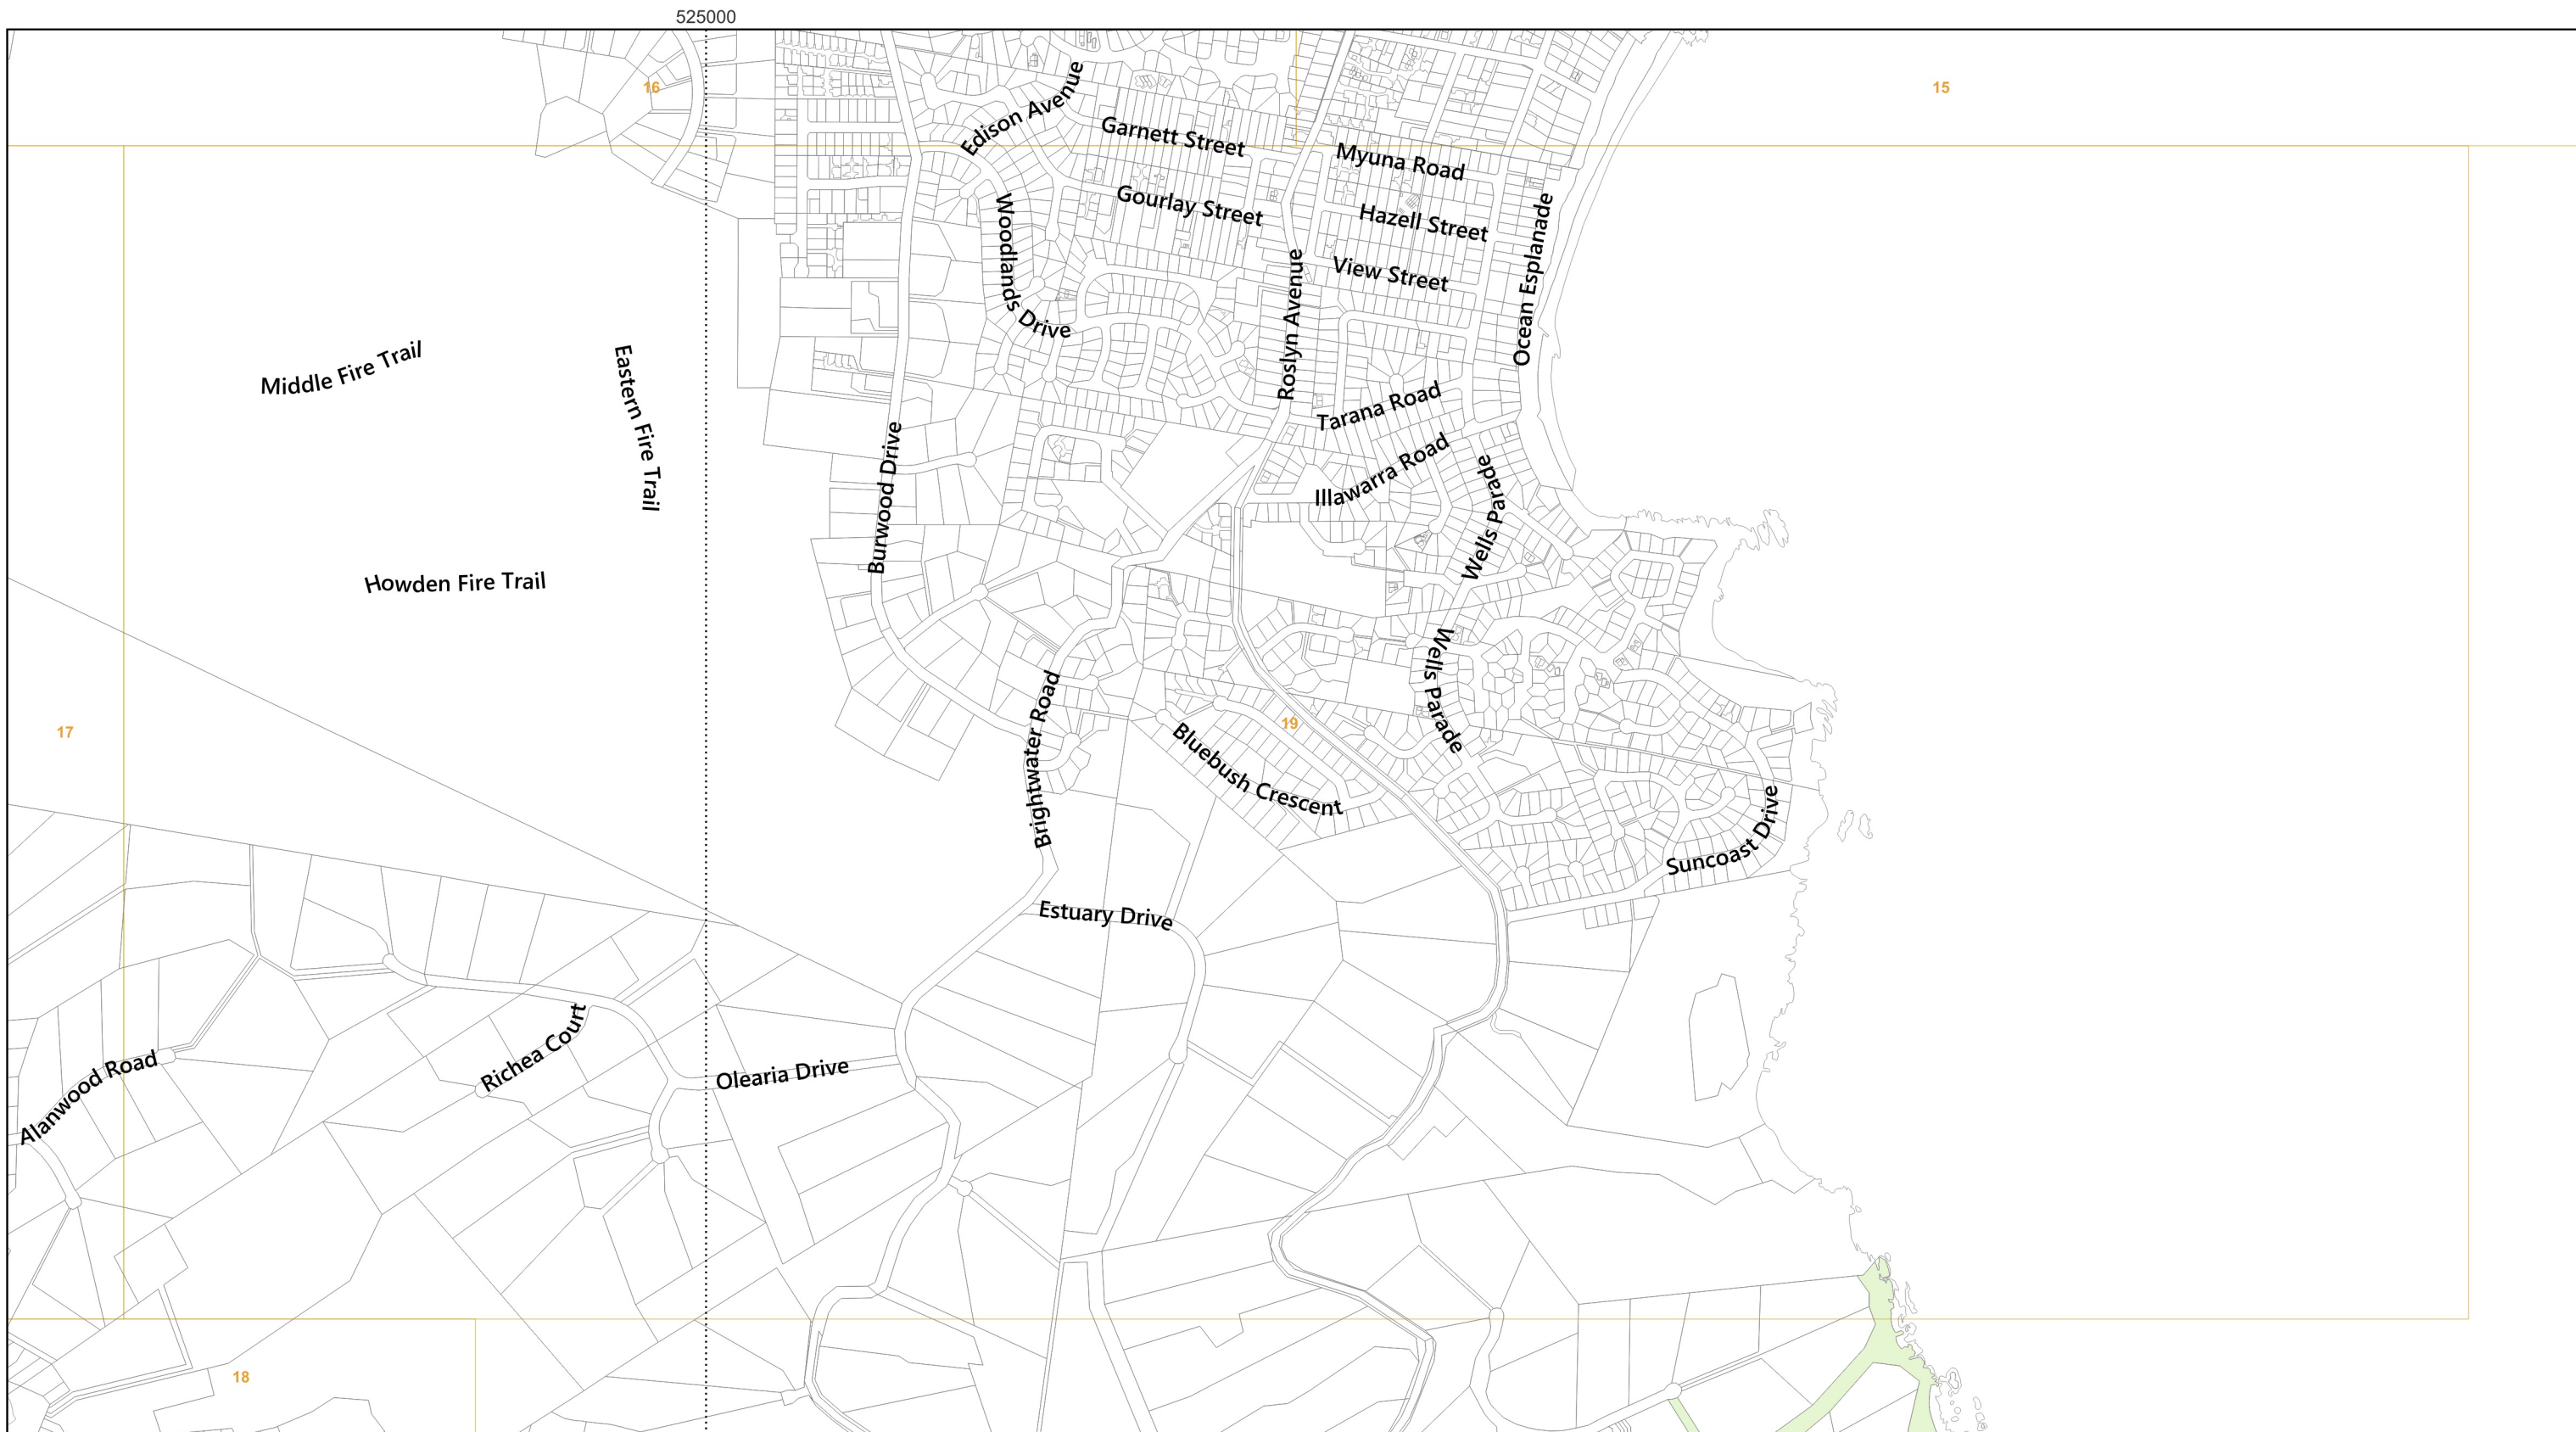 525000
16
15
Edison Avenue
Garnett Street
Myuna Road
Gourlay Street
Hazell Street
Woodlands Drive
View Street
Ocean Esplanade
Roslyn Avenue
Middle Fire Trail
Eastern Fire Trail
Tarana Road
Illawarra Road
Burwood Drive
Wells Parade
Howden Fire Trail
Wells Parade
Brightwater Road
17
19
Bluebush Crescent
Suncoast Drive
Estuary Drive
Richea Court
Olearia Drive
Alanwood Road
18